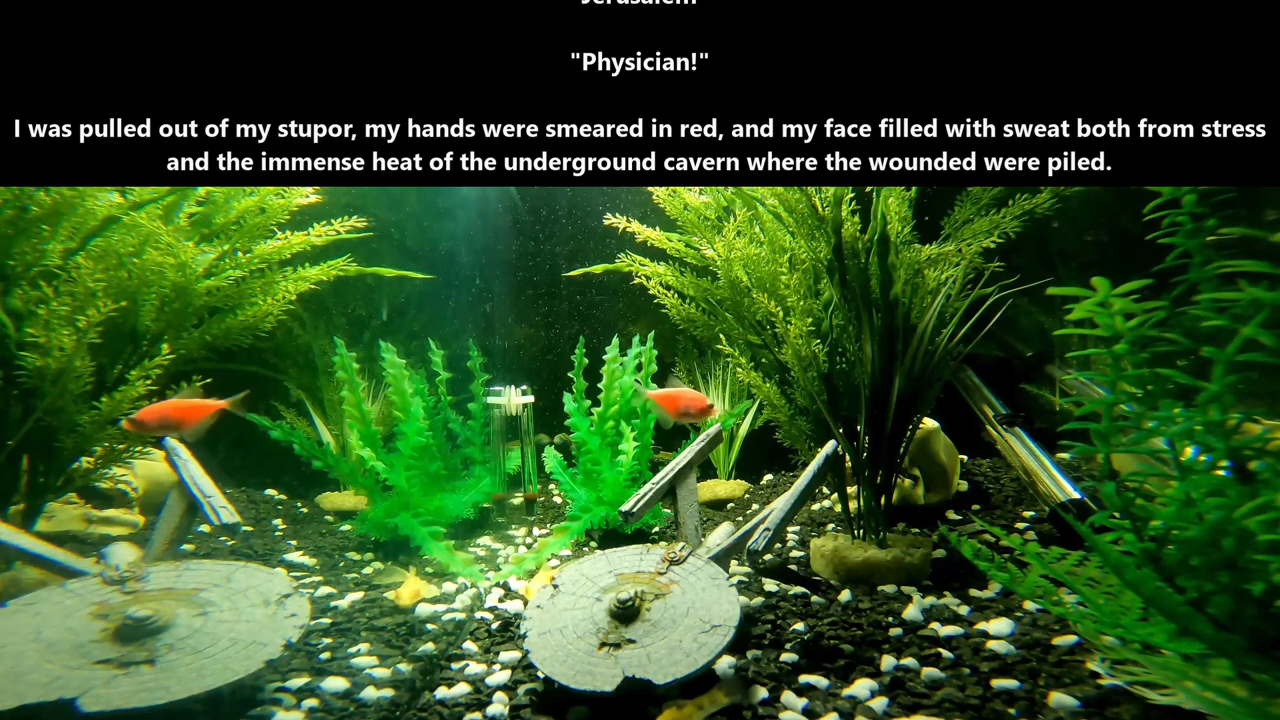 Jerusalem
"Physician!"
I was pulled out of my stupor, my hands were smeared in red, and my face filled with sweat both from stress
and the immense heat of the underground cavern where the wounded were piled.